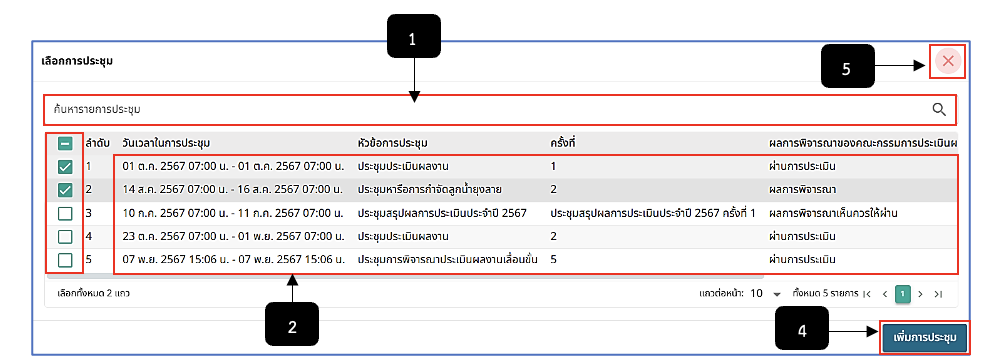 1
เลือกการประชุม
5
ค้นหารายการประชุม
ลำดับ วันเวลาในการประชุม หัวข้อการประชุม ครั้งที่ ผลการพิจารณาของคณะกรรมการประเมินผ
1 01 ต.ค. 2567 07:00 น. - 01 ต.ค. 2567 07:00 น. ประชุมประเมินผลงาน 1 ผ่านการประเมิน
2 14 ส.ค. 2567 07:00 น. - 16 ส.ค. 2567 07:00 น. ประชุมหารือการกำจัดลูกน้ำยุงลาย 2 ผลการพิจารณา
3 10 ก.ค. 2567 07:00 น. - 11 ก.ค. 2567 07:00 น. ประชุมสรุปผลการประเมินประจำปี 2567 ประชุมสรุปผลการประเมินประจำปี 2567 ครั้งที่ 1 ผลการพิจารณาเห็นควรให้ผ่าน
4 23 ต.ค. 2567 07:00 น. - 01 พ.ย. 2567 07:00 น. ประชุมประเมินผลงาน 2 ผ่านการประเมิน
5 07 พ.ย. 2567 15:06 น. - 07 พ.ย. 2567 15:06 น. ประชุมการพิจารณาประเมินผลงานเลื่อนขั้น 5 ผ่านการประเมิน
เลือกทั้งหมด 2 แถว แถวต่อหน้า: 10 ทั้งหมด 5 รายการ 1
2
4
เพิ่มการประชุม